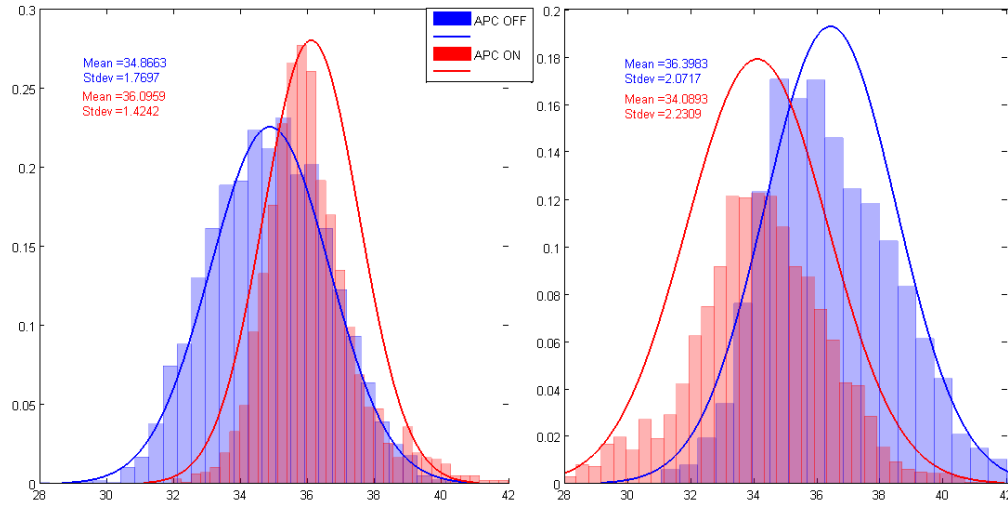 0.3
0.25
0.2
0.15
0.1
0.05
0
28 30 32 34 36 38 40 42
Mean =34.8663
Stdev =1.7697
Mean =36.0959
Stdev =1.4242
APC OFF
APC ON
0.2
0.18
0.16
0.14
0.12
0.1
0.08
0.06
0.04
0.02
0
28 30 32 34 36 38 40 42
Mean =36.3983
Stdev =2.0717
Mean =34.0893
Stdev =2.2309